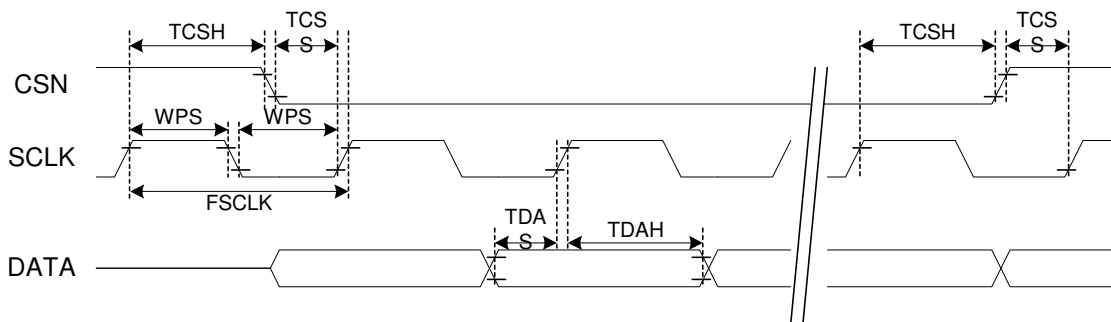 TCSH
TCS
S
TCSH
TCS
S
CSN
WPS
WPS
SCLK
FSCLK
TDA
S
TDAH
DATA